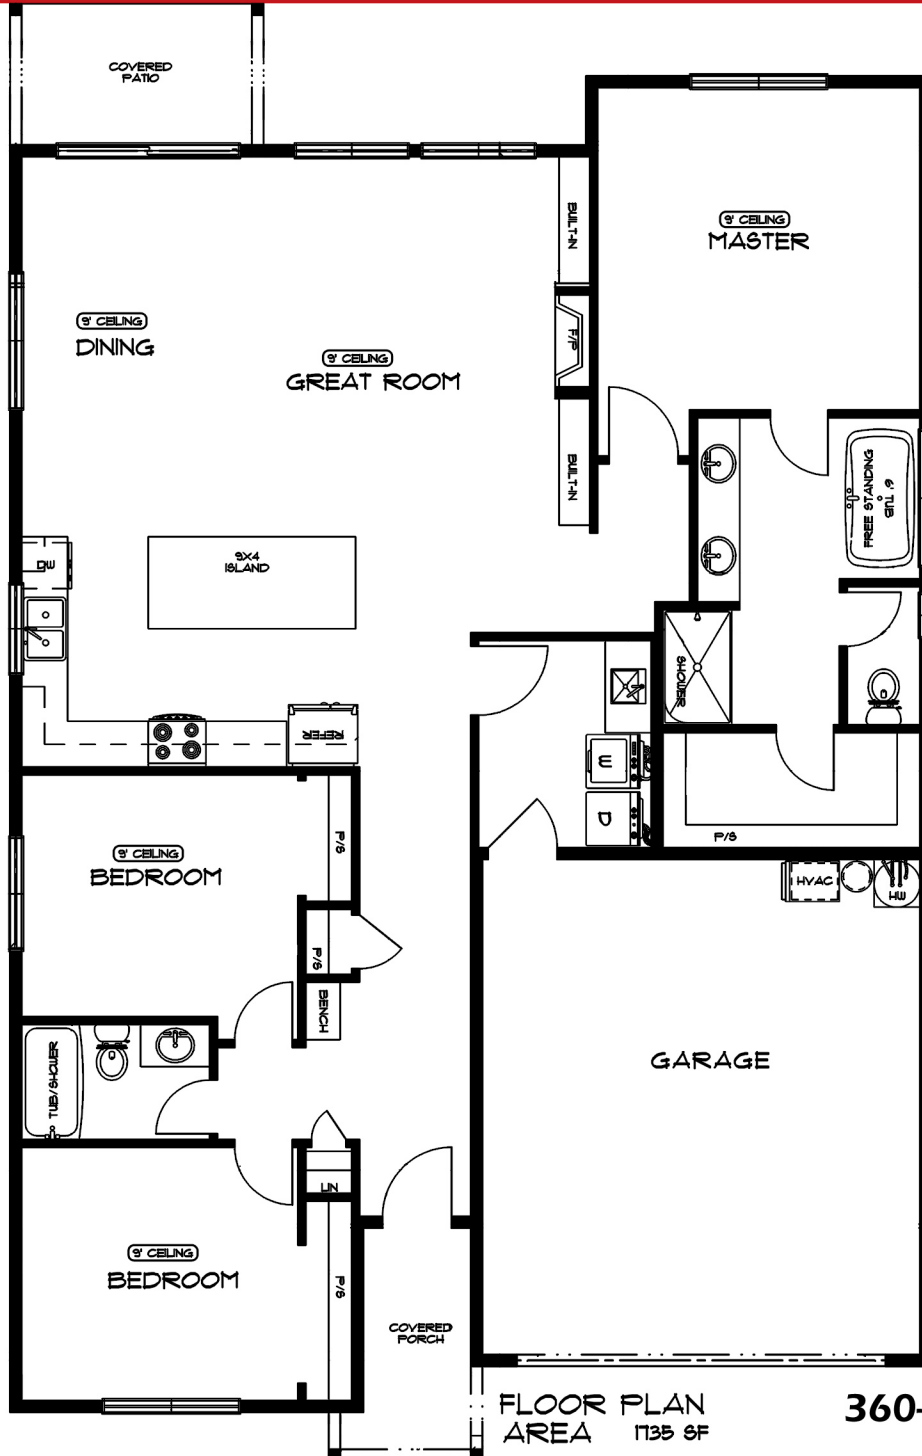 COVERED
PATIO
9' CEILING
MASTER
BUILT-IN
9' CEILING
DINING
F/P
9' CEILING
GREAT ROOM
BUILT-IN
FREE STANDING
6' TUB
DW
9X4
ISLAND
SHOWER
REFER
W
D
P/S
P/S
9' CEILING
BEDROOM
HVAC
HW
P/S
BENCH
TUB/SHOWER
GARAGE
LIN
9' CEILING
BEDROOM
P/S
COVERED
PORCH
FLOOR PLAN
AREA 1735 SF
360-